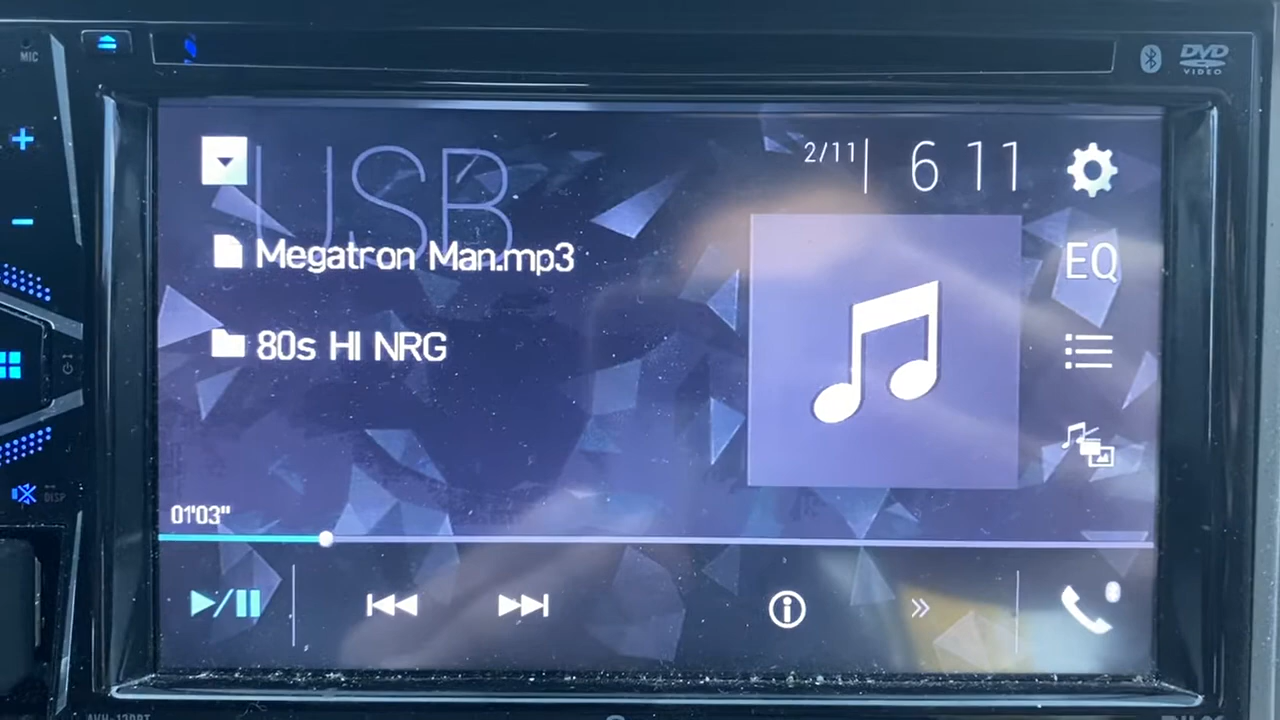 MIC
DVD
VIDEO
USB
2/11
6 11
Megatron Man.mp3
EQ
80s HI NRG
DISP
01'03"